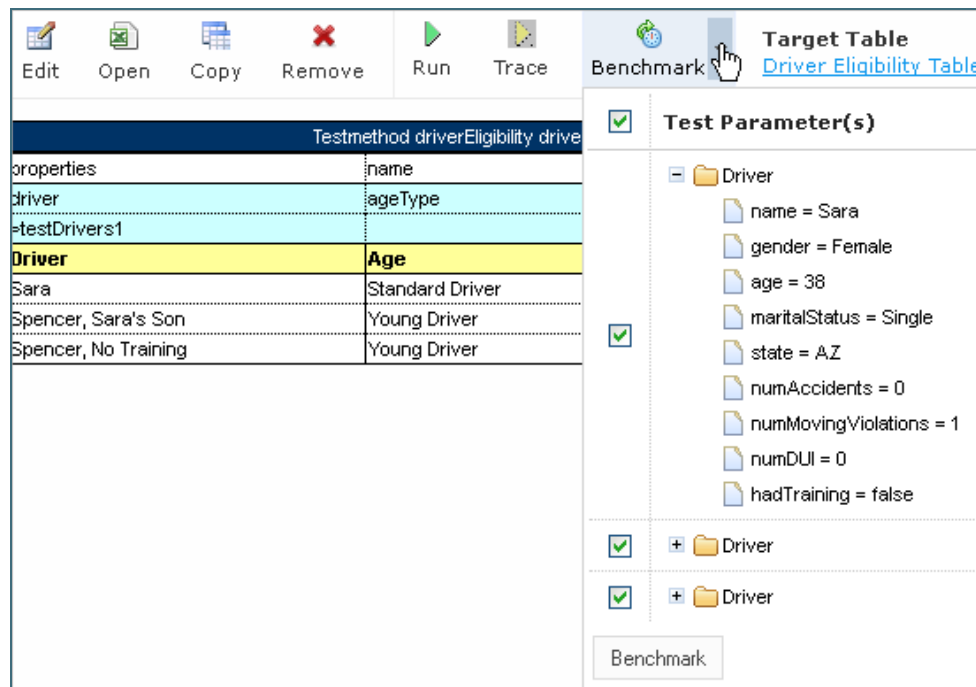 Edit Open Copy Remove Run Trace Benchmark Target Table
Driver Eligibility Table
Testmethod driverEligibility drive
properties name
driver ageType
=testDrivers1
Driver Age
Sara Standard Driver
Spencer, Sara's Son Young Driver
Spencer, No Training Young Driver
Test Parameter(s)
Driver
name = Sara
gender = Female
age = 38
maritalStatus = Single
state = AZ
numAccidents = 0
numMovingViolations = 1
numDUI = 0
hadTraining = false
Driver
Driver
Benchmark